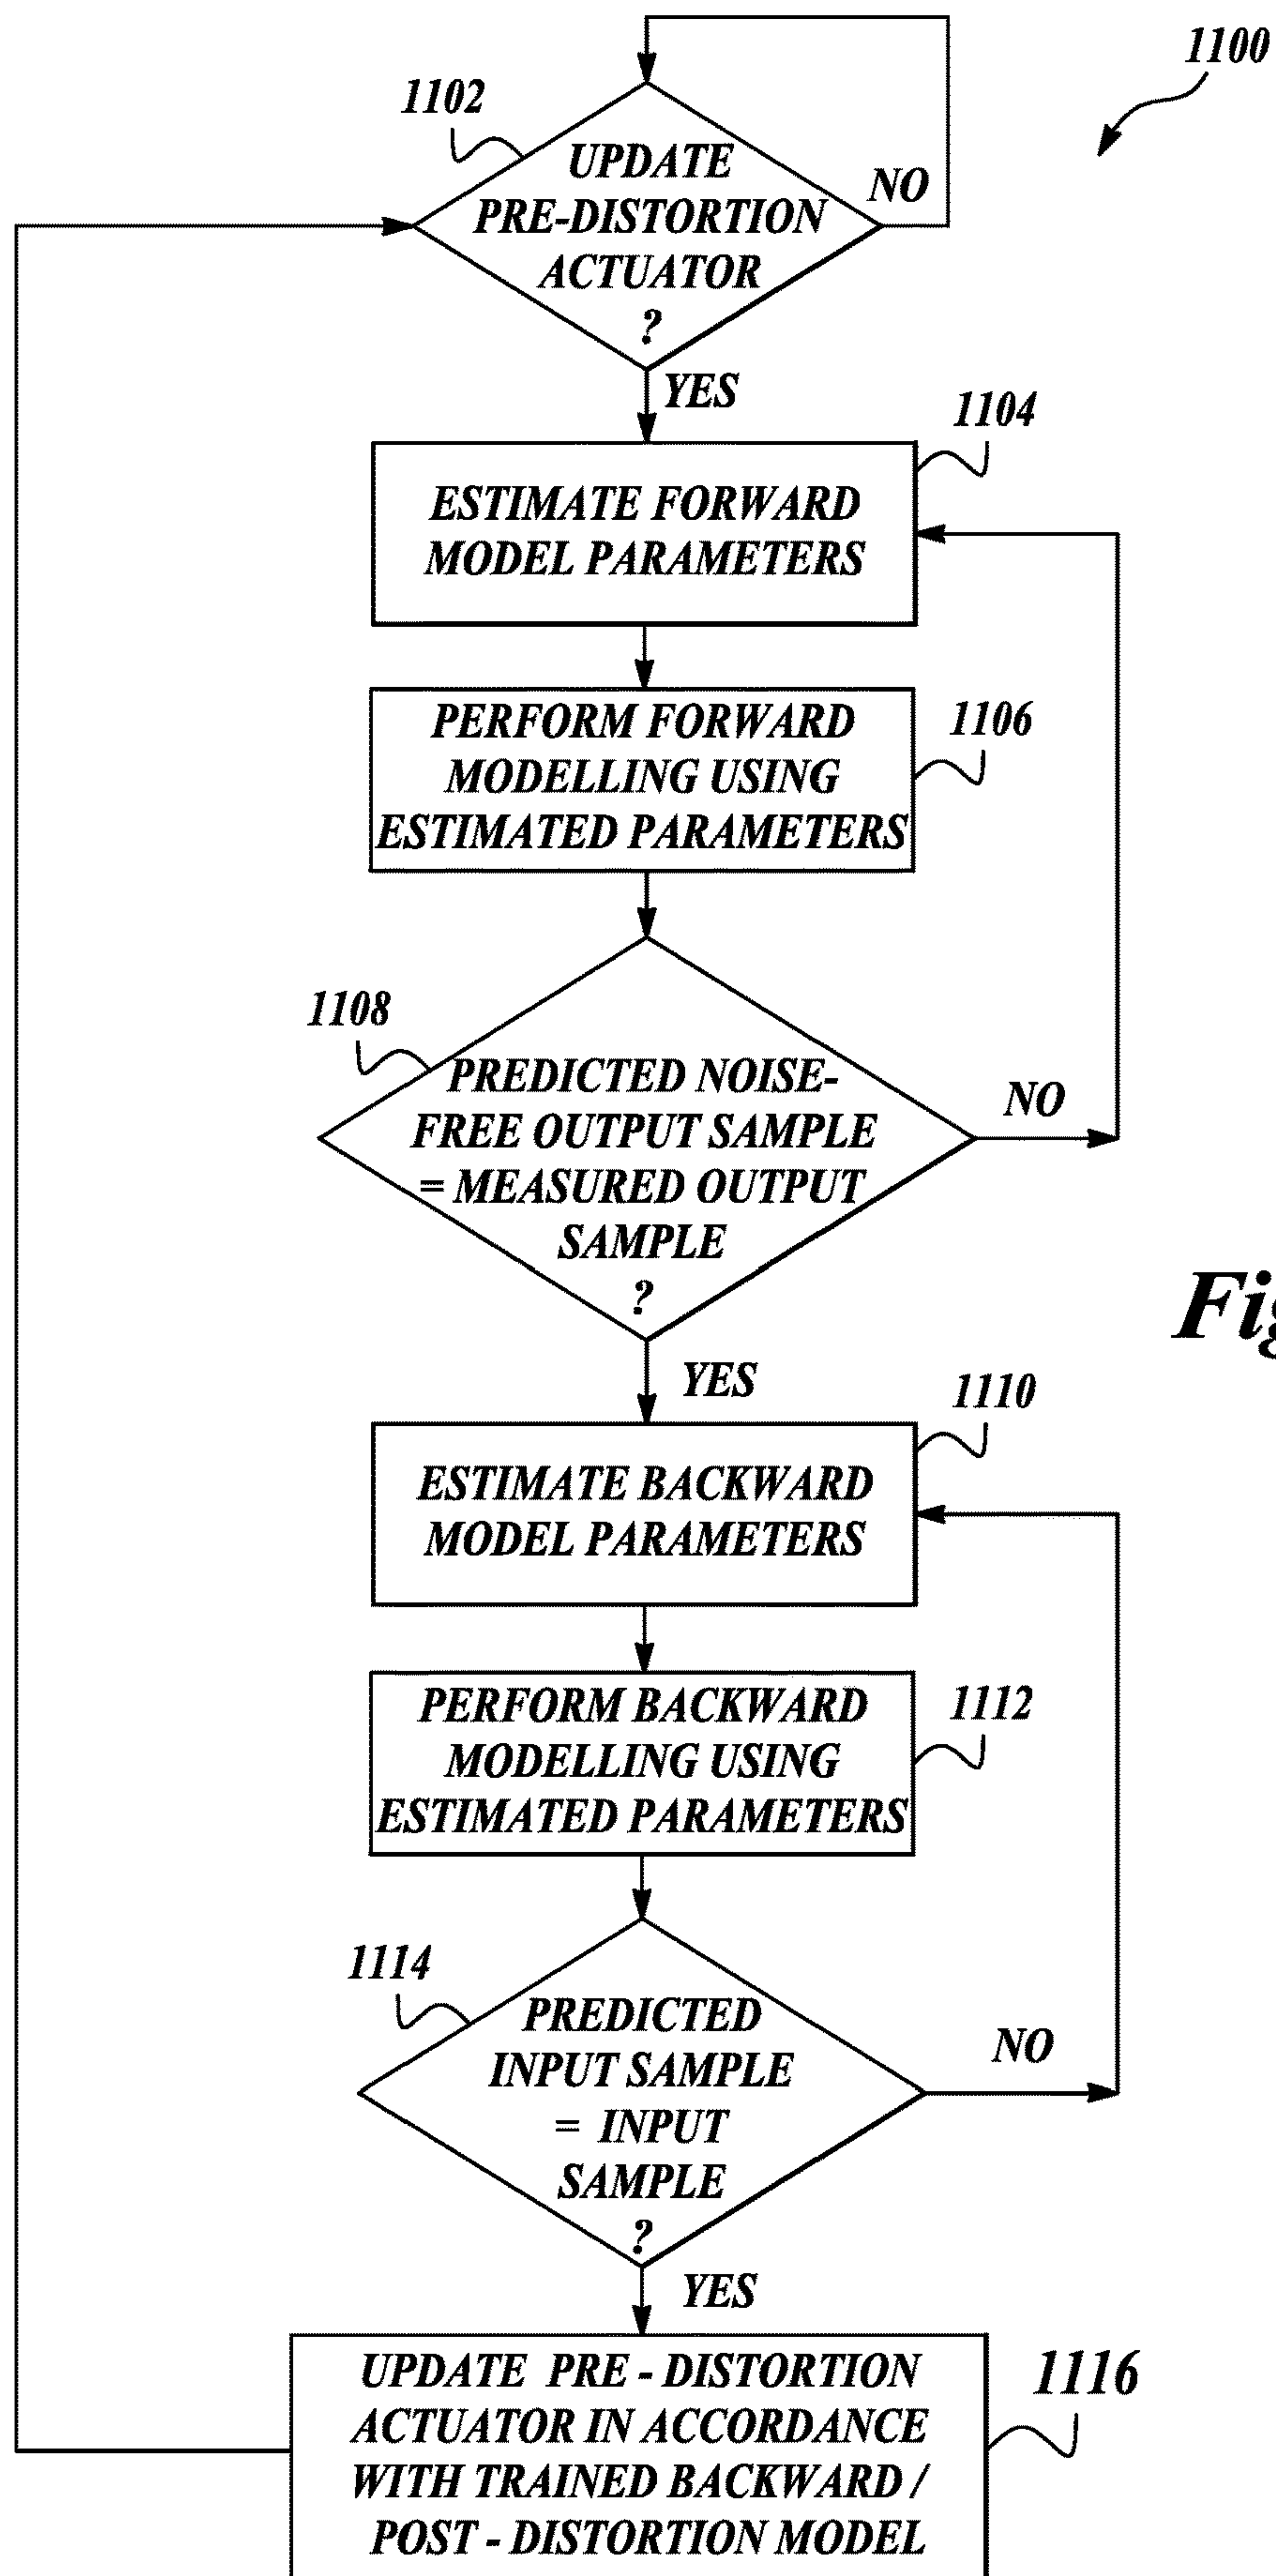 1100
1102
UPDATE
PRE-DISTORTION
ACTUATOR
?
NO
YES
1104
ESTIMATE FORWARD
MODEL PARAMETERS
1106
PERFORM FORWARD
MODELLING USING
ESTIMATED PARAMETERS
1108
PREDICTED NOISE-
FREE OUTPUT SAMPLE
= MEASURED OUTPUT
SAMPLE
?
NO
Fig
YES
1110
ESTIMATE BACKWARD
MODEL PARAMETERS
1112
PERFORM BACKWARD
MODELLING USING
ESTIMATED PARAMETERS
1114
PREDICTED
INPUT SAMPLE
= INPUT
SAMPLE
?
NO
YES
1116
UPDATE PRE - DISTORTION
ACTUATOR IN ACCORDANCE
WITH TRAINED BACKWARD /
POST - DISTORTION MODEL